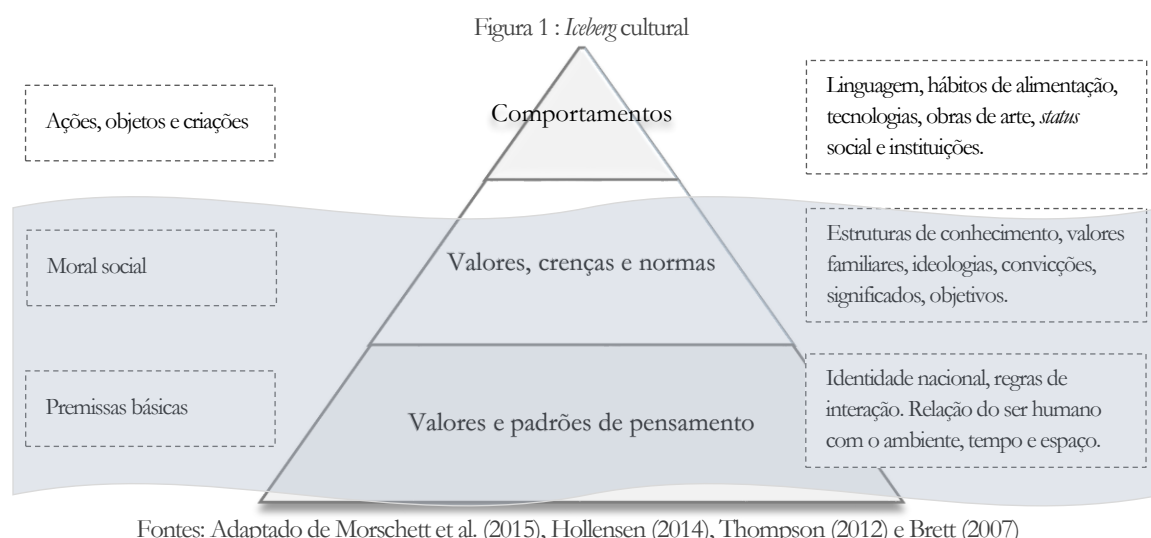 Figura 1 : Iceberg cultural
Ações, objetos e criações
Comportamentos
Linguagem, hábitos de alimentação,
tecnologias, obras de arte, status
social e instituições.
Moral social
Valores, crenças e normas
Estruturas de conhecimento, valores
familiares, ideologias, convicções,
significados, objetivos.
Premissas básicas
Valores e padrões de pensamento
Identidade nacional, regras de
interação. Relação do ser humano
com o ambiente, tempo e espaço.
Fontes: Adaptado de Morschett et al. (2015), Hollensen (2014), Thompson (2012) e Brett (2007)